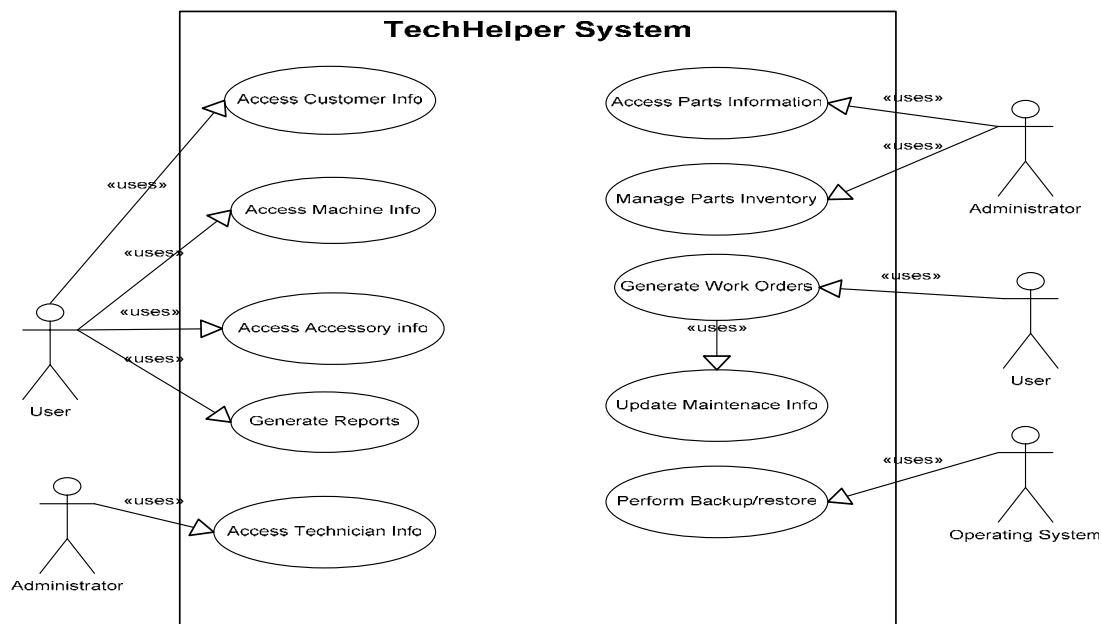 TechHelper System
Access Customer Info
«uses»
Access Machine Info
«uses»
«uses»
Access Accessory info
«uses»
Generate Reports
User
«uses»
Access Technician Info
Administrator
Access Parts Information
«uses»
«uses»
Manage Parts Inventory
Administrator
Generate Work Orders
«uses»
«uses»
User
Update Maintenace Info
«uses»
Perform Backup/restore
Operating System